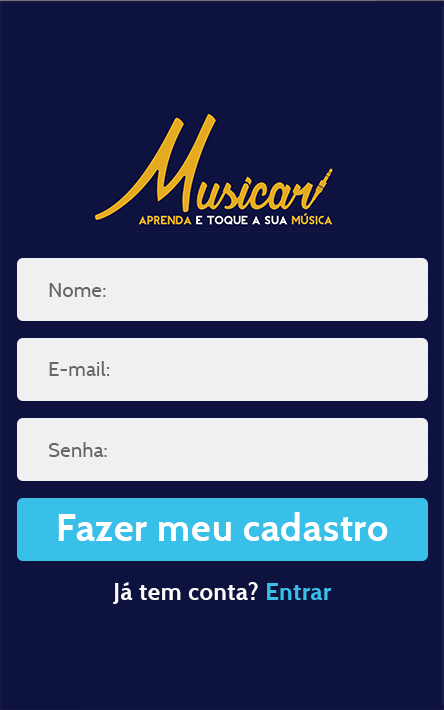 Musicar
APRENDA E TOQUE A SUA MÚSICA
Nome:
E-mail:
Senha:
Fazer meu cadastro
Já tem conta? Entrar